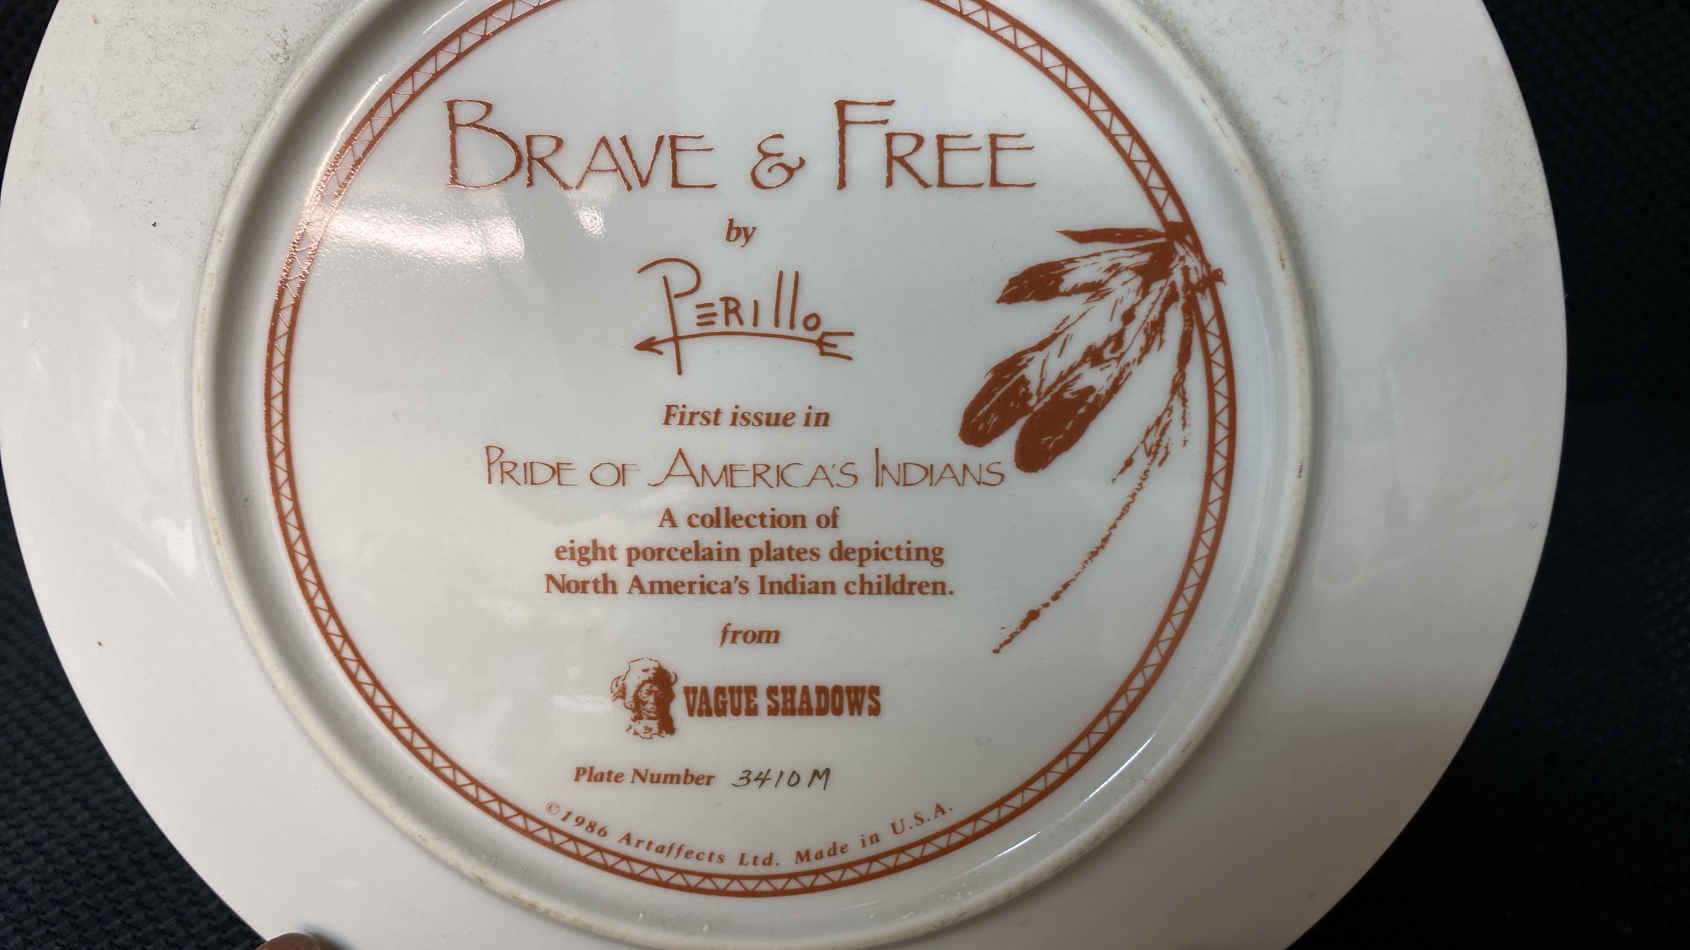 BRAVE & FREE
by
PERILLO
First issue in
PRIDE OF AMERICA'S INDIANS
A collection of
eight porcelain plates depicting
North America's Indian children.
from
VAGUE SHADOWS
Plate Number 3410M
©1986 Artaffects Ltd. Made in U.S.A.